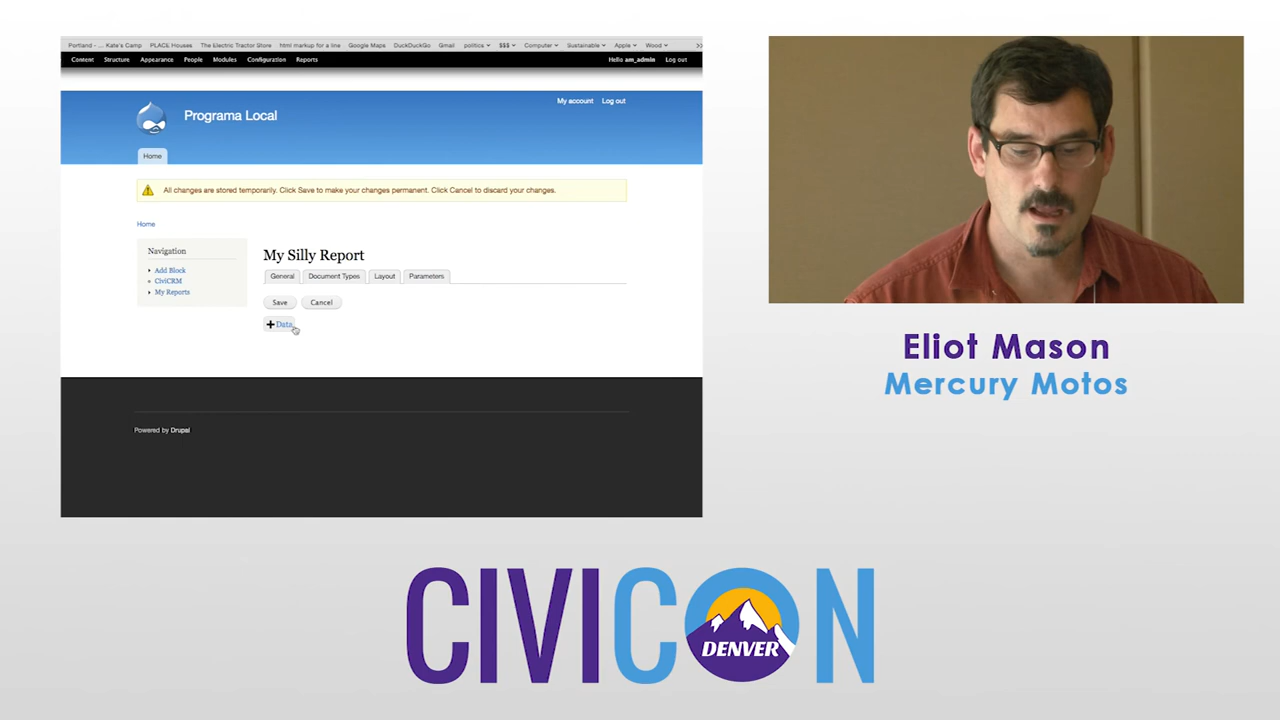 Portland - ... Kate's Camp PLACE Houses The Electric Tractor Store html markup for a line Google Maps DuckDuckGo Gmail politics $$$ Computer Sustainable Apple Wood
Content Structure Appearance People Modules Configuration Reports Hello am_admin Log out
My account Log out
Programa Local
Home
All changes are stored temporarily. Click Save to make your changes permanent. Click Cancel to discard your changes.
Home
Navigation
Add Block
CiviCRM
My Reports
My Silly Report
General Document Types Layout Parameters
Save Cancel
Data
Powered by Drupal
Eliot Mason
Mercury Motos
CIVICON
DENVER